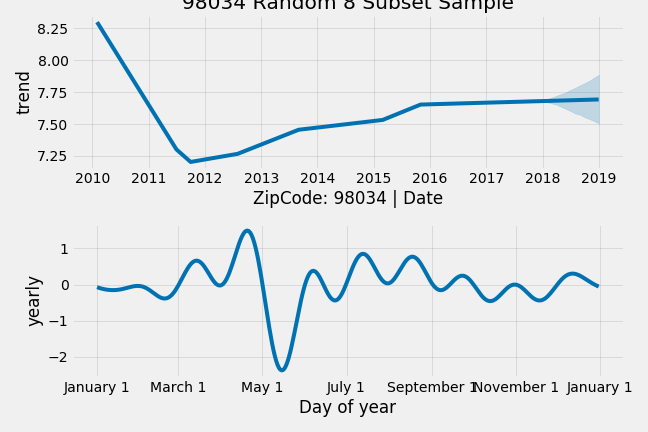 98034 Random 8 Subset Sample
8.25
8.00
7.75
7.50
7.25
trend
2010 2011 2012 2013 2014 2015 2016 2017 2018 2019
ZipCode: 98034 | Date
1
0
−1
−2
yearly
January 1 March 1 May 1 July 1 September 1 November 1 January 1
Day of year